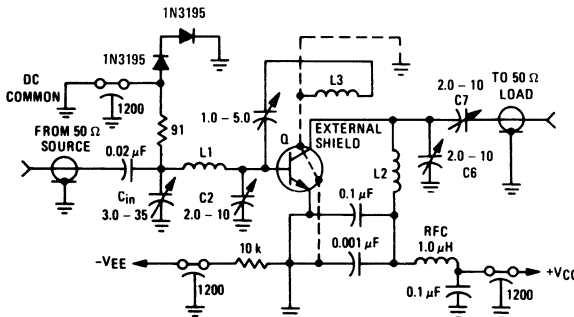 1N3195
1N3195
DC
COMMON
1200
91
FROM 50 Ω
SOURCE
0.02 µF
L1
Cin
3.0 – 35
C2
2.0 – 10
1.0 – 5.0
L3
Q
EXTERNAL
SHIELD
TO 50 Ω
LOAD
2.0 – 10
C7
2.0 – 10
C6
L2
0.1 µF
0.001 µF
RFC
1.0 µH
10 k
–VEE
1200
0.1 µF
1200
+VCC